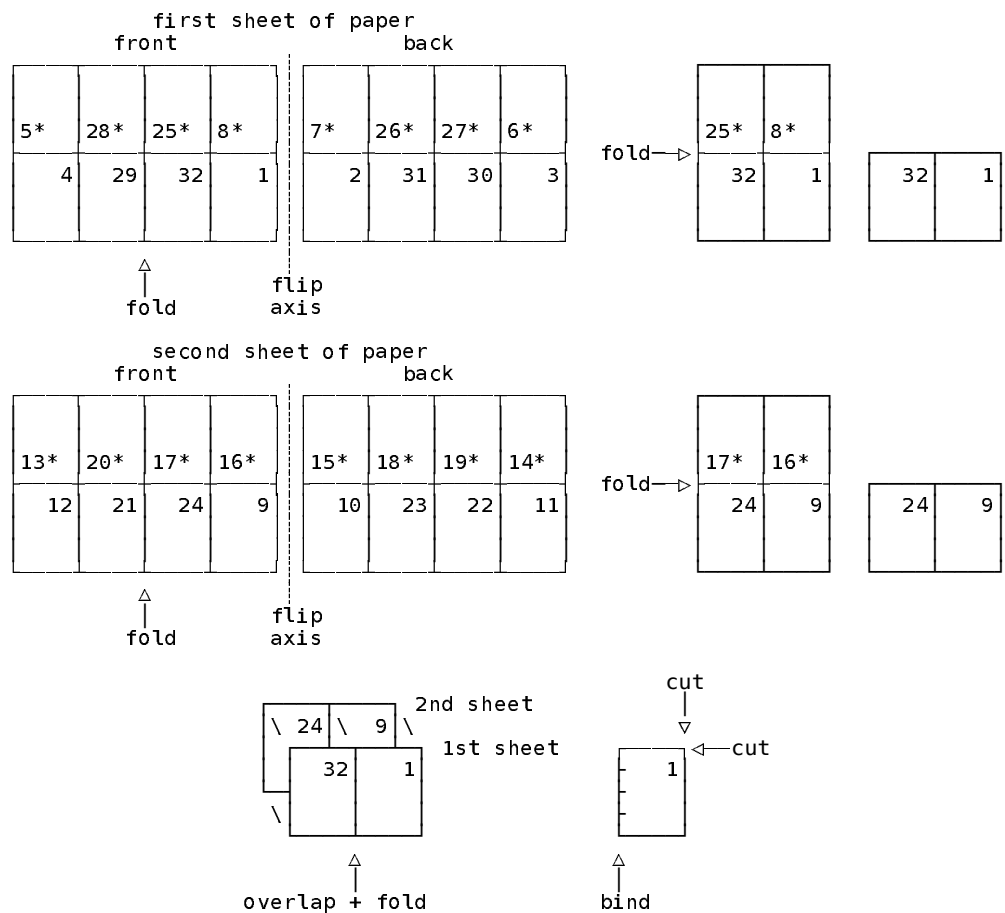 first sheet of paper
front back
5* 28* 25* 8* 7* 26* 27* 6* 25* 8*
fold
4 29 32 1 2 31 30 3 32 1 32 1
flip
fold axis
second sheet of paper
front back
13* 20* 17* 16* 15* 18* 19* 14* 17* 16*
fold
12 21 24 9 10 23 22 11 24 9 24 9
flip
fold axis
cut
2nd sheet
\ 24 \ 9 \
1st sheet cut
32 1 1
\
overlap + fold bind